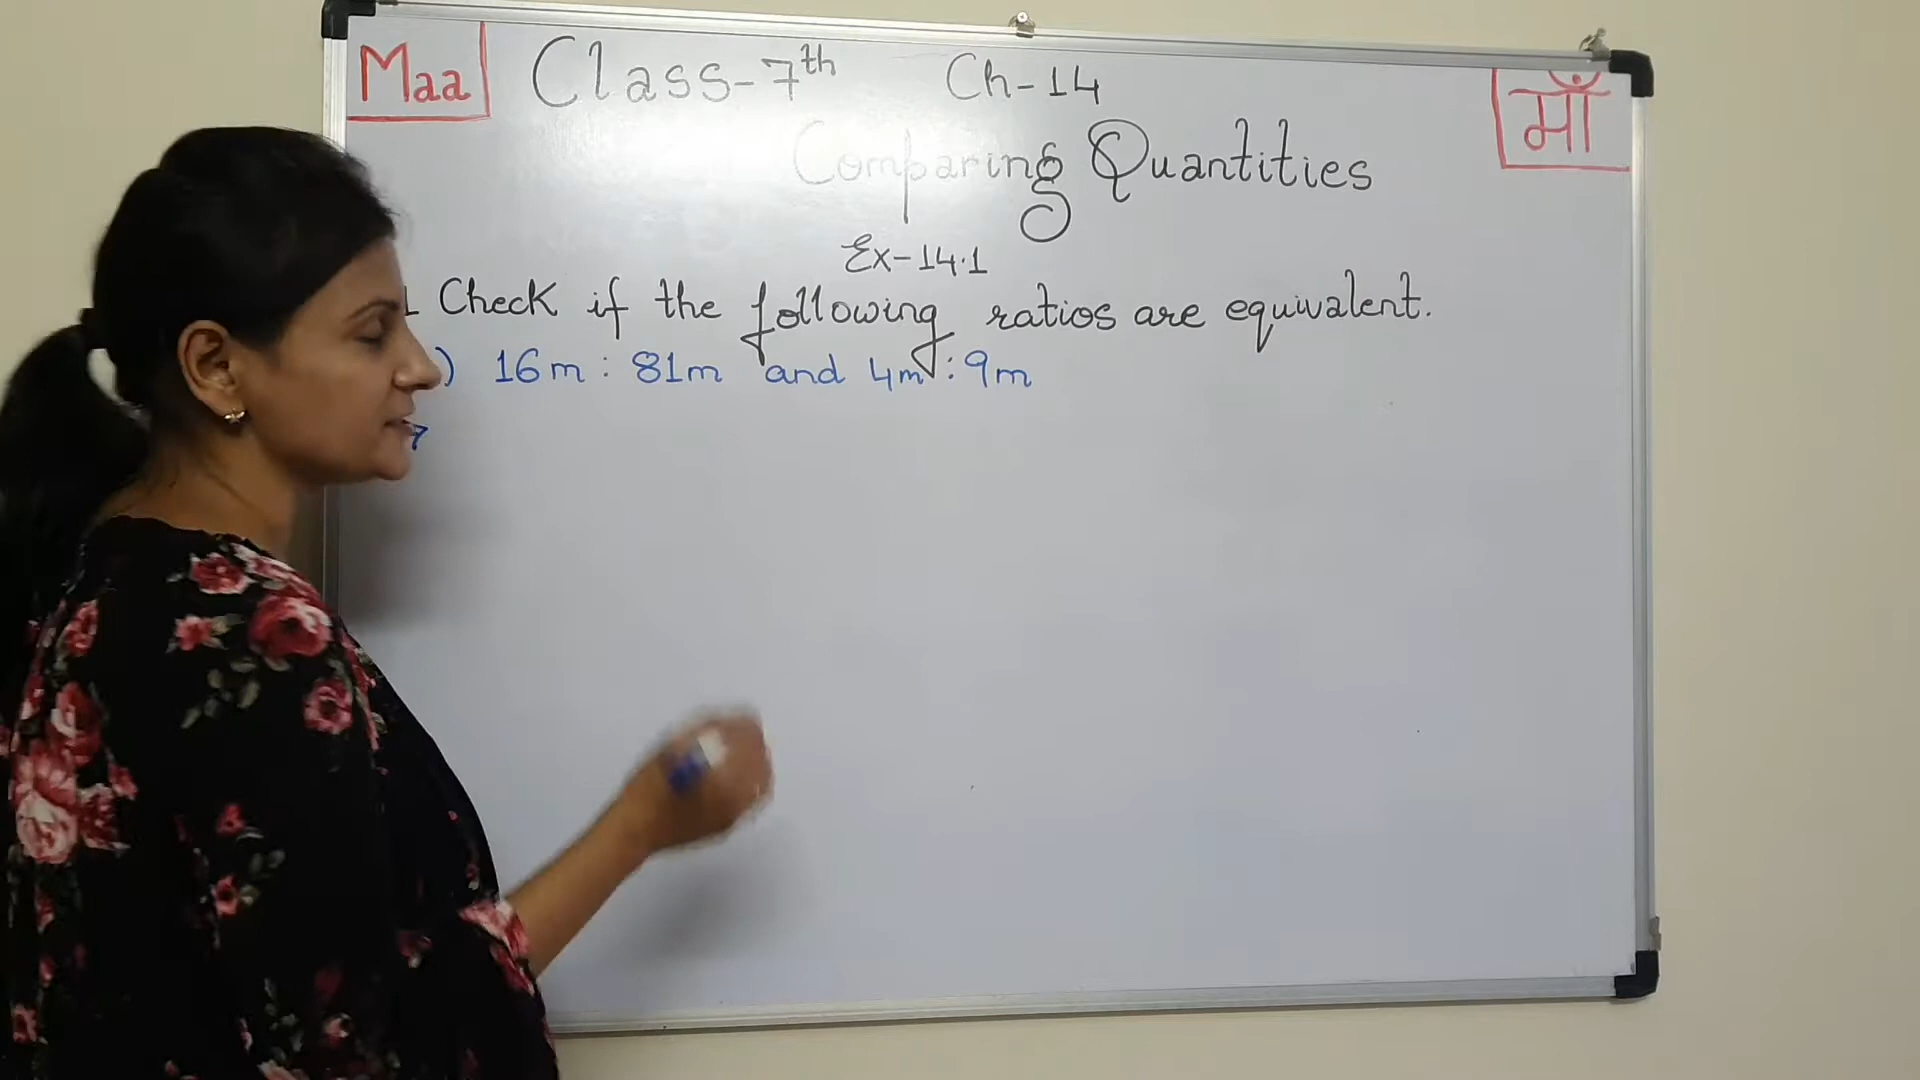 Maa Class-7th Ch-14 माँ
Comparing Quantities
Ex-14.1
1 Check if the following ratios are equivalent.
) 16m : 81m and 4m : 9m